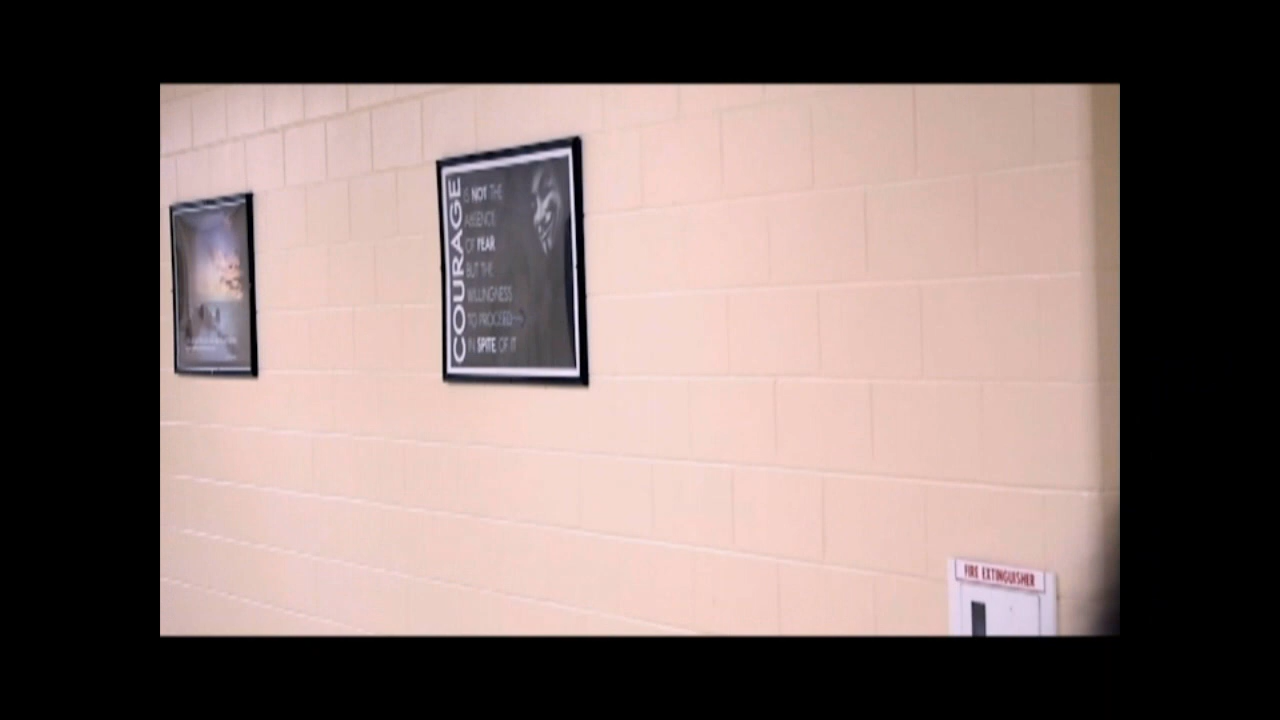 COURAGE
IS NOT THE
ABSENCE
OF FEAR
BUT THE
WILLINGNESS
TO PROCEED
IN SPITE OF IT
FIRE EXTINGUISHER